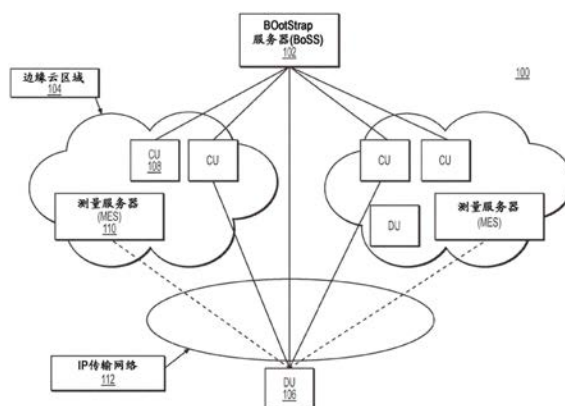 BOotStrap
服务器(BoSS)
102
边缘云区域
104
100
CU
108
CU
CU
CU
测量服务器
(MES)
110
DU
测量服务器
(MES)
IP传输网络
112
DU
106